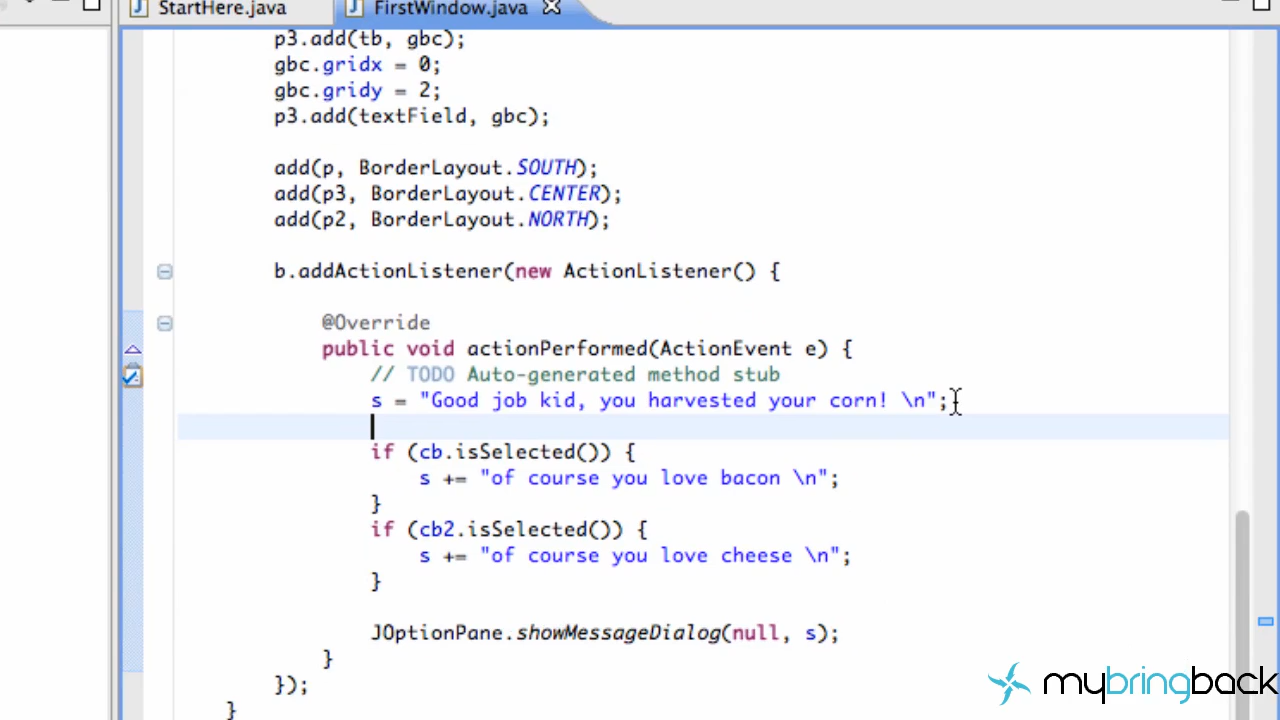 StartHere.java FirstWindow.java
p3.add(tb, gbc);
gbc.gridx = 0;
gbc.gridy = 2;
p3.add(textField, gbc);
add(p, BorderLayout.SOUTH);
add(p3, BorderLayout.CENTER);
add(p2, BorderLayout.NORTH);
b.addActionListener(new ActionListener() {
@Override
public void actionPerformed(ActionEvent e) {
// TODO Auto-generated method stub
s = "Good job kid, you harvested your corn! \n";
if (cb.isSelected()) {
s += "of course you love bacon \n";
}
if (cb2.isSelected()) {
s += "of course you love cheese \n";
}
JOptionPane.showMessageDialog(null, s);
}
});
}
mybringback